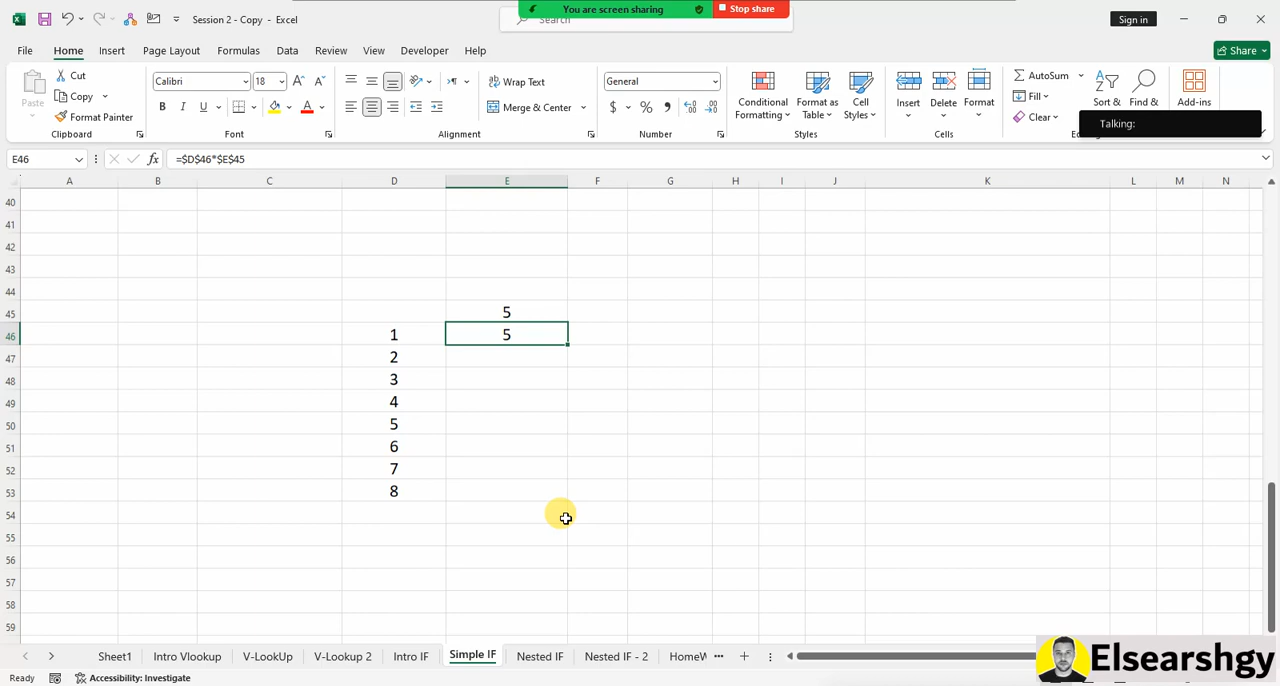 Session 2 - Copy - Excel
Search
You are screen sharing
Stop share
Sign in
File Home Insert Page Layout Formulas Data Review View Developer Help
Share
Paste
Cut
Copy
Format Painter
Clipboard
Calibri 18
B I U
Font
Wrap Text
Merge & Center
Alignment
General
$ % ,
Number
Conditional Formatting
Format as Table
Cell Styles
Styles
Insert Delete Format
Cells
AutoSum
Fill
Clear
Sort &
Find &
Add-ins
Talking:
E46 fx =$D$46*$E$45
A B C D E F G H I J K L M N
40
41
42
43
44
45 5
46 1 5
47 2
48 3
49 4
50 5
51 6
52 7
53 8
54
55
56
57
58
59
Sheet1 Intro Vlookup V-LookUp V-LookU IF Simple IF Nested IF Nested IF - 2 HomeW ...
Ready Accessibility: Investigate
Elsearshgy